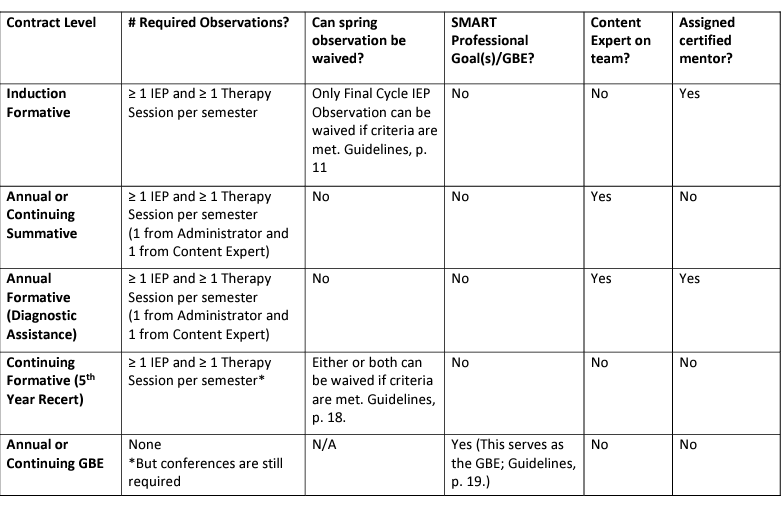 Contract Level
# Required Observations?
Can spring
observation be
waived?
SMART
Professional
Goal(s)/GBE?
Content
Expert on
team?
Assigned
certified
mentor?
Induction
Formative
≥ 1 IEP and ≥ 1 Therapy
Session per semester
Only Final Cycle IEP
Observation can be
waived if criteria are
met. Guidelines, p.
11
No
No
Yes
Annual or
Continuing
Summative
≥ 1 IEP and ≥ 1 Therapy
Session per semester
(1 from Administrator and
1 from Content Expert)
No
No
Yes
No
Annual
Formative
(Diagnostic
Assistance)
≥ 1 IEP and ≥ 1 Therapy
Session per semester
(1 from Administrator and
1 from Content Expert)
No
No
Yes
Yes
Continuing
Formative (5th
Year Recert)
≥ 1 IEP and ≥ 1 Therapy
Session per semester*
Either or both can
be waived if criteria
are met. Guidelines,
p. 18.
No
No
No
Annual or
Continuing GBE
None
*But conferences are still
required
N/A
Yes (This serves as
the GBE; Guidelines,
p. 19.)
No
No